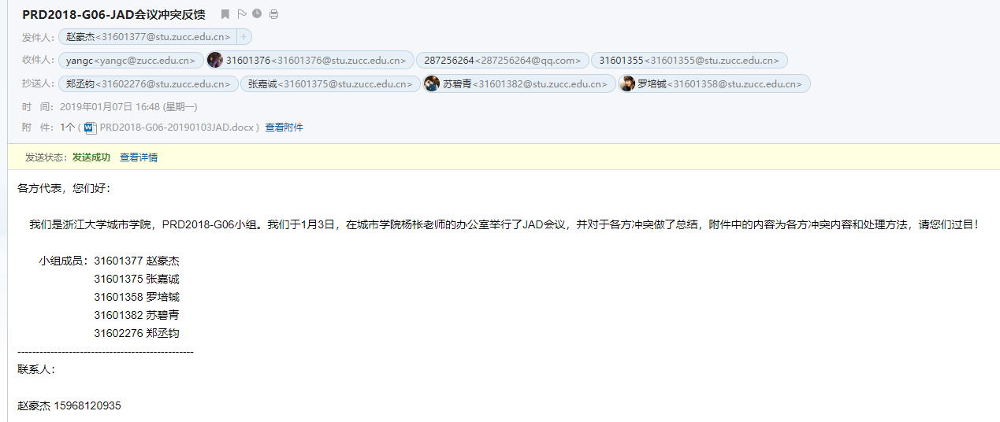 PRD2018-G06-JAD会议冲突反馈
发件人：赵豪杰<31601377@stu.zucc.edu.cn> +
收件人：yangc<yangc@zucc.edu.cn> 31601376<31601376@stu.zucc.edu.cn> 287256264<287256264@qq.com> 31601355<31601355@stu.zucc.edu.cn>
抄送人：郑丞钧<31602276@stu.zucc.edu.cn> 张嘉诚<31601375@stu.zucc.edu.cn> 苏碧青<31601382@stu.zucc.edu.cn> 罗培铖<31601358@stu.zucc.edu.cn>
时 间：2019年01月07日 16:48 (星期一)
附 件：1个 ( PRD2018-G06-20190103JAD.docx ) 查看附件
发送状态：发送成功 查看详情
各方代表，您们好：
我们是浙江大学城市学院，PRD2018-G06小组。我们于1月3日，在城市学院杨枨老师的办公室举行了JAD会议，并对于各方冲突做了总结，附件中的内容为各方冲突内容和处理方法，请您们过目！
小组成员：31601377 赵豪杰
31601375 张嘉诚
31601358 罗培铖
31601382 苏碧青
31602276 郑丞钧
------------------------------------------------
联系人：
赵豪杰 15968120935